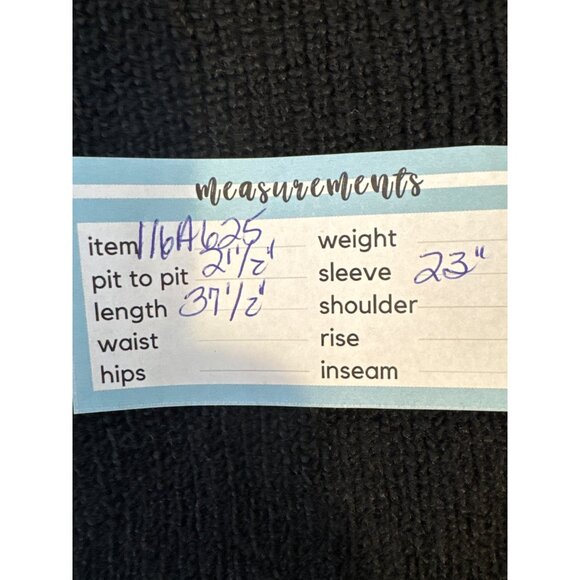 measurements
item 116A625
pit to pit 21 1/2"
length 37 1/2"
waist
hips
weight
sleeve 23"
shoulder
rise
inseam